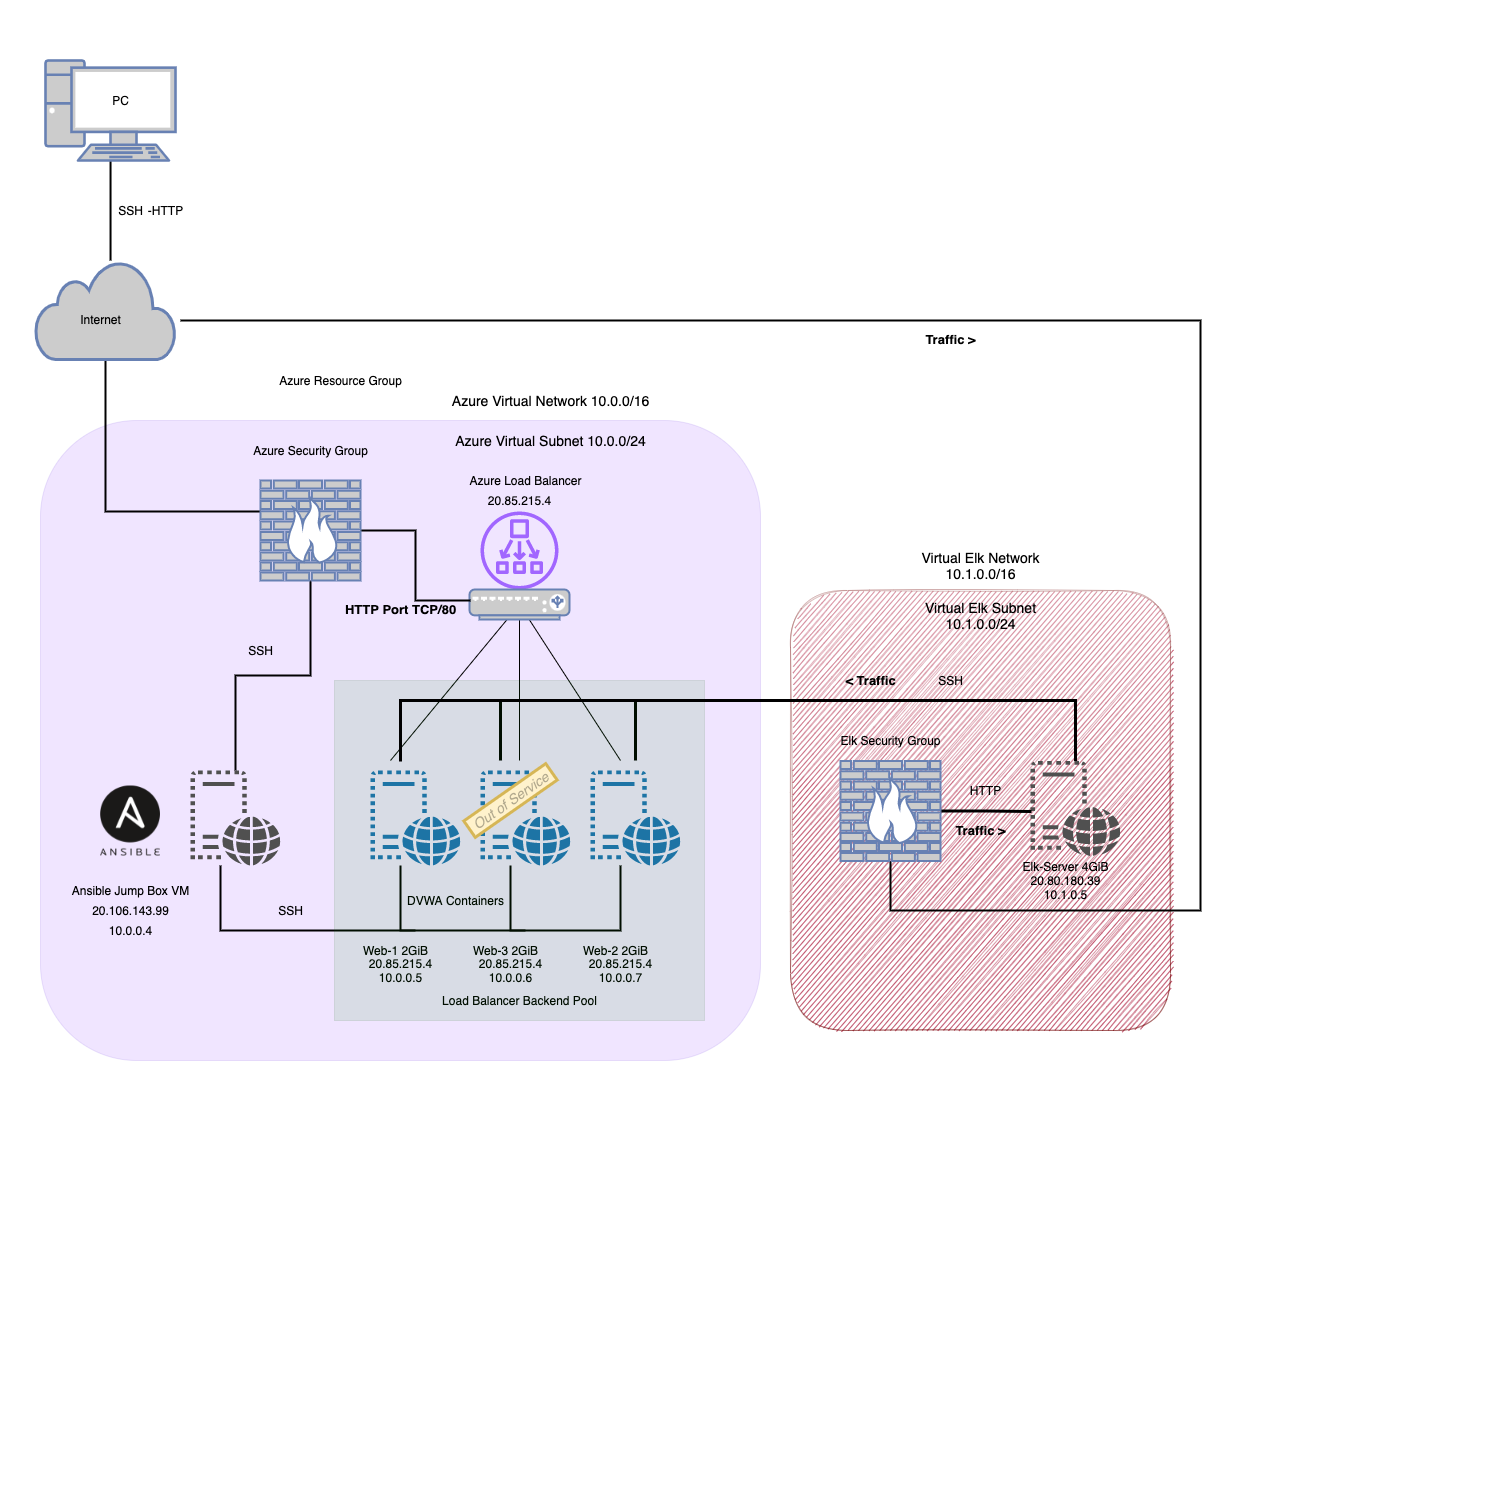 PC
SSH -HTTP
Internet
Traffic >
Azure Resource Group
Azure Virtual Network 10.0.0/16
Azure Virtual Subnet 10.0.0/24
Azure Security Group
Azure Load Balancer
20.85.215.4
HTTP Port TCP/80
SSH
Virtual Elk Network
10.1.0.0/16
Virtual Elk Subnet
10.1.0.0/24
< Traffic
SSH
Elk Security Group
HTTP
Traffic >
Elk-Server 4GiB
20.80.180.39
10.1.0.5
Out of Service
ANSIBLE
Ansible Jump Box VM
20.106.143.99
10.0.0.4
SSH
DVWA Containers
Web-1 2GiB
20.85.215.4
10.0.0.5
Web-3 2GiB
20.85.215.4
10.0.0.6
Web-2 2GiB
20.85.215.4
10.0.0.7
Load Balancer Backend Pool